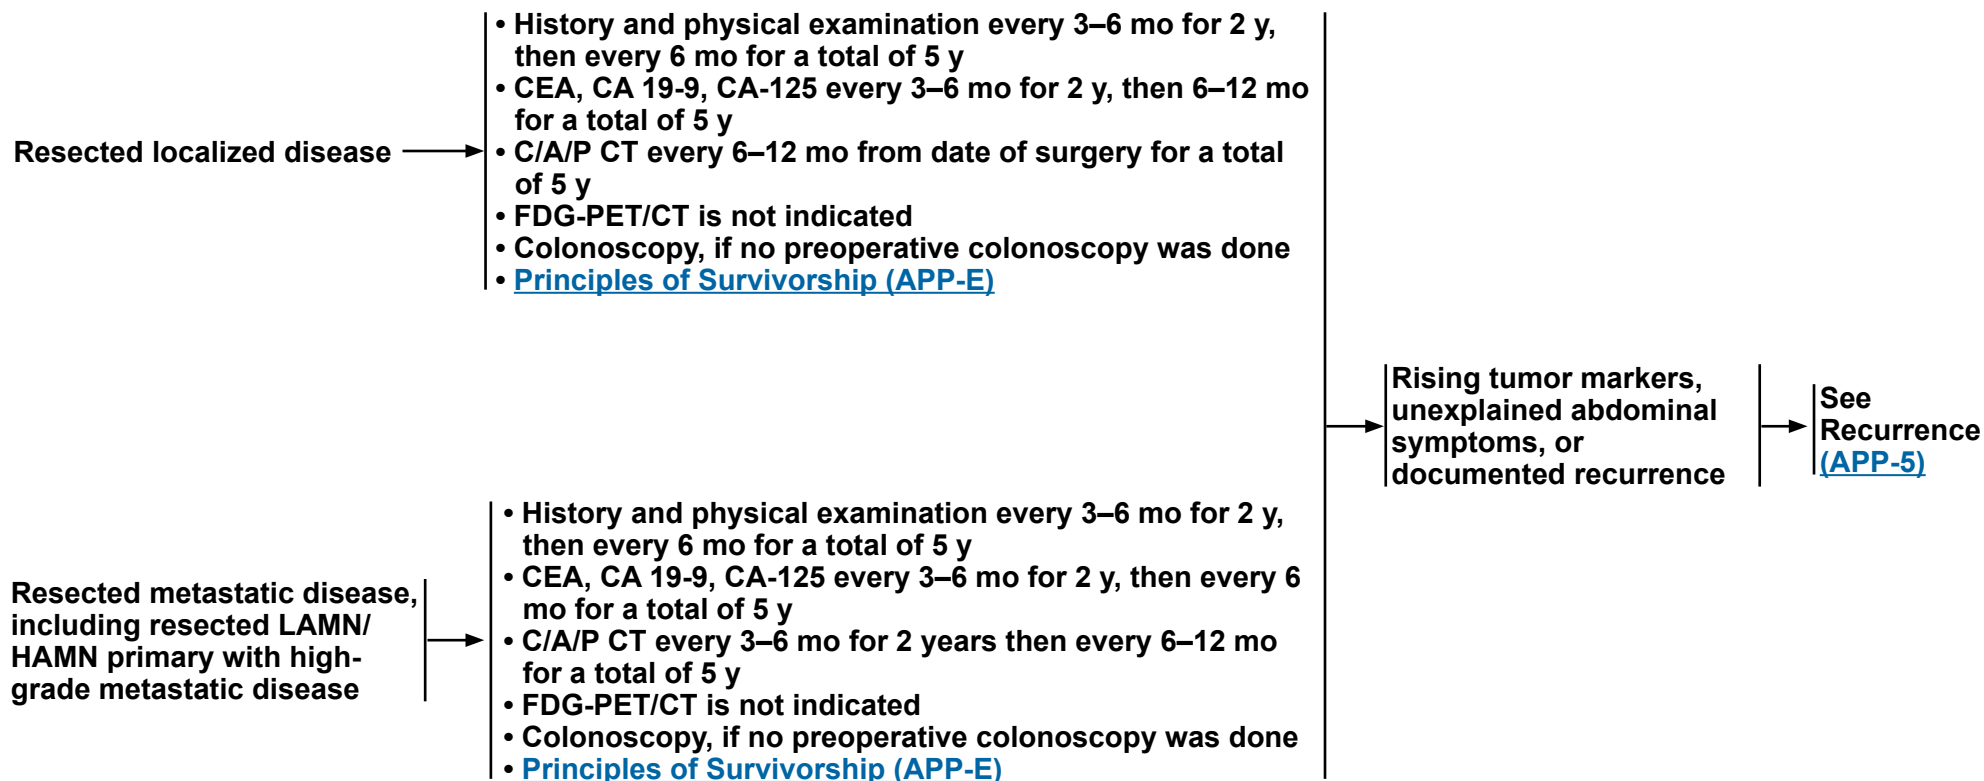 Resected localized disease
• History and physical examination every 3–6 mo for 2 y,
then every 6 mo for a total of 5 y
• CEA, CA 19-9, CA-125 every 3–6 mo for 2 y, then 6–12 mo
for a total of 5 y
• C/A/P CT every 6–12 mo from date of surgery for a total
of 5 y
• FDG-PET/CT is not indicated
• Colonoscopy, if no preoperative colonoscopy was done
• Principles of Survivorship (APP-E)
Resected metastatic disease,
including resected LAMN/
HAMN primary with high-
grade metastatic disease
• History and physical examination every 3–6 mo for 2 y,
then every 6 mo for a total of 5 y
• CEA, CA 19-9, CA-125 every 3–6 mo for 2 y, then every 6
mo for a total of 5 y
• C/A/P CT every 3–6 mo for 2 years then every 6–12 mo
for a total of 5 y
• FDG-PET/CT is not indicated
• Colonoscopy, if no preoperative colonoscopy was done
• Principles of Survivorship (APP-E)
Rising tumor markers,
unexplained abdominal
symptoms, or
documented recurrence
See
Recurrence
(APP-5)